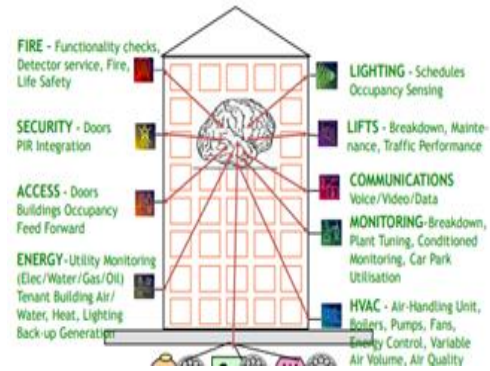 FIRE - Functionality checks,
Detector service, Fire,
Life Safety
SECURITY - Doors
PIR Integration
ACCESS - Doors
Buildings Occupancy
Feed Forward
ENERGY-Utility Monitoring
(Elec/Water/Gas/Oil)
Tenant Building Air/
Water, Heat, Lighting
Back-up Generation
LIGHTING - Schedules
Occupancy Sensing
LIFTS - Breakdown, Mainte-
nance, Traffic Performance
COMMUNICATIONS
Voice/Video/Data
MONITORING-Breakdown,
Plant Tuning, Conditioned
Monitoring, Car Park
Utilisation
HVAC - Air-Handling Unit,
Boilers, Pumps, Fans,
Energy Control, Variable
Air Volume, Air Quality